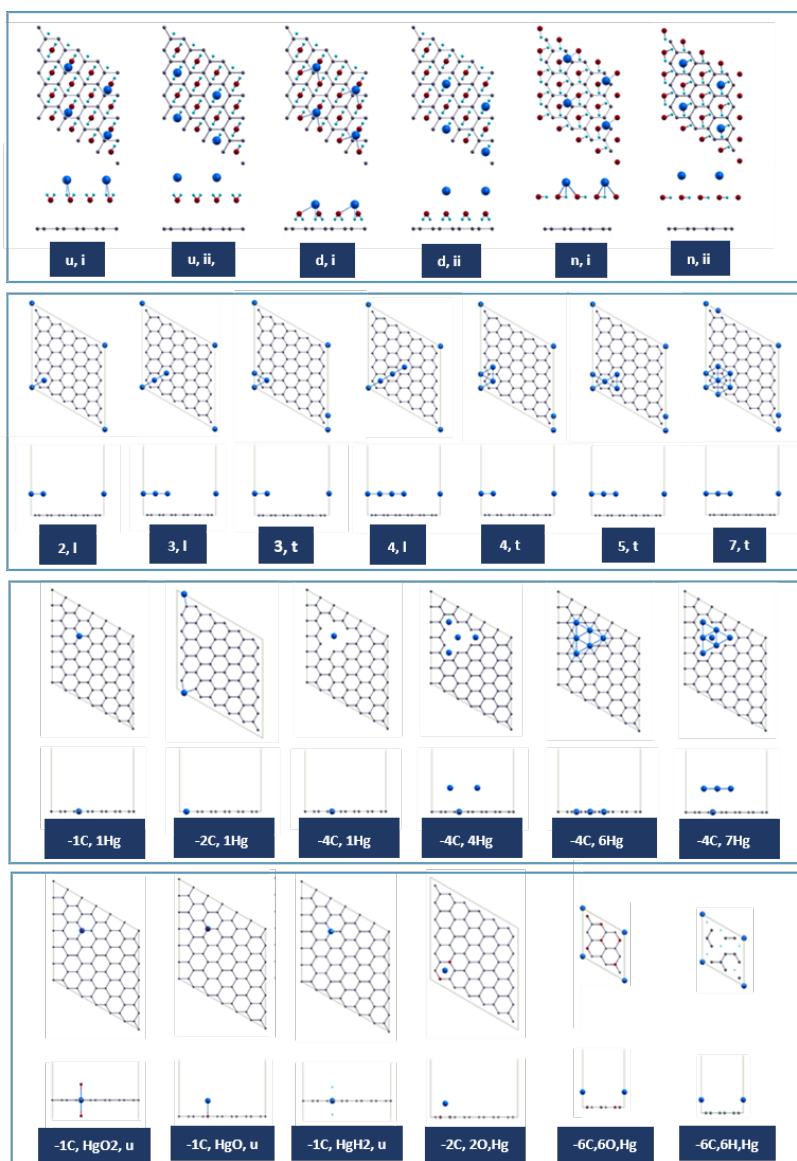 u, i
u, ii,
d, i
d, ii
n, i
n, ii
2, l
3, l
3, t
4, l
4, t
5, t
7, t
-1C, 1Hg
-2C, 1Hg
-4C, 1Hg
-4C, 4Hg
-4C, 6Hg
-4C, 7Hg
-1C, HgO2, u
-1C, HgO, u
-1C, HgH2, u
-2C, 2O,Hg
-6C,6O,Hg
-6C,6H,Hg